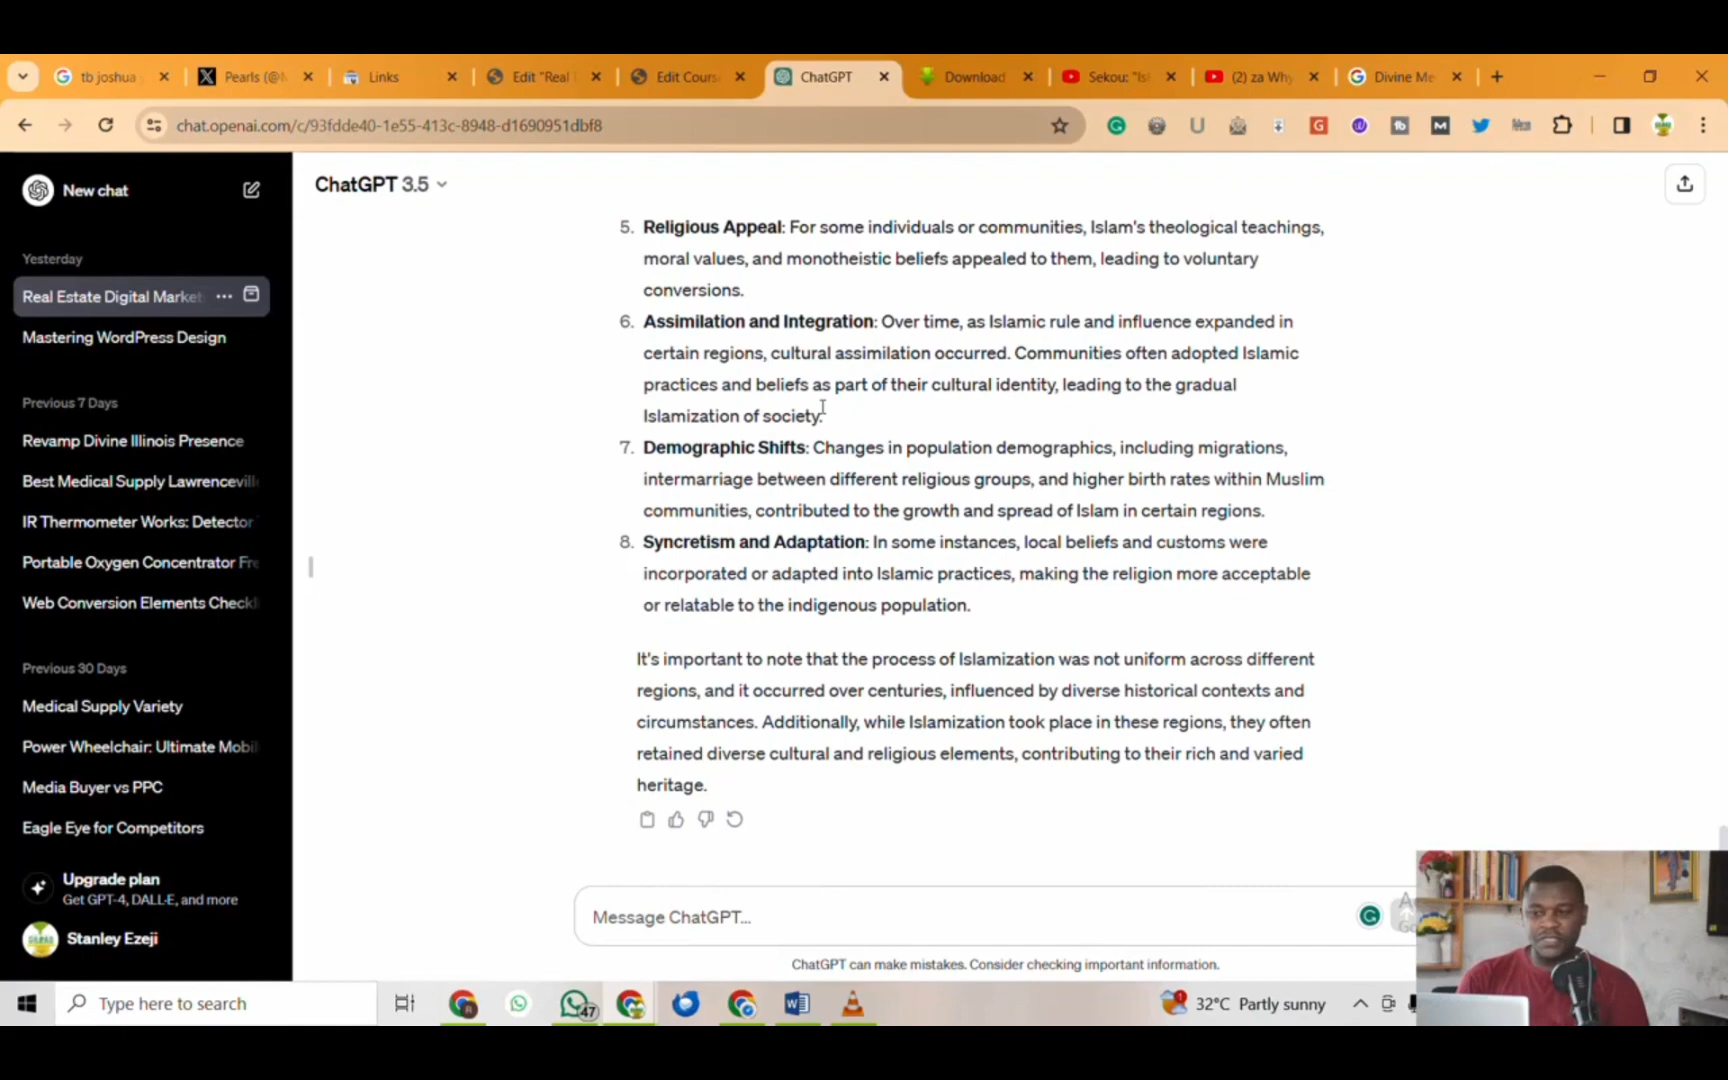 tb joshua
Pearls (@M
Links
Edit "Real
Edit Cours
ChatGPT
Download
Sekou: "Isl
(2) za Why
Divine Me
chat.openai.com/c/93fdde40-1e55-413c-8948-d1690951dbf8
New chat
Yesterday
Real Estate Digital Market
Mastering WordPress Design
Previous 7 Days
Revamp Divine Illinois Presence
Best Medical Supply Lawrenceville
IR Thermometer Works: Detector
Portable Oxygen Concentrator Fre
Web Conversion Elements Checkl
Previous 30 Days
Medical Supply Variety
Power Wheelchair: Ultimate Mobi
Media Buyer vs PPC
Eagle Eye for Competitors
Upgrade plan
Get GPT-4, DALL·E, and more
Stanley Ezeji
ChatGPT 3.5
5. Religious Appeal: For some individuals or communities, Islam's theological teachings,
moral values, and monotheistic beliefs appealed to them, leading to voluntary
conversions.
6. Assimilation and Integration: Over time, as Islamic rule and influence expanded in
certain regions, cultural assimilation occurred. Communities often adopted Islamic
practices and beliefs as part of their cultural identity, leading to the gradual
Islamization of society.
7. Demographic Shifts: Changes in population demographics, including migrations,
intermarriage between different religious groups, and higher birth rates within Muslim
communities, contributed to the growth and spread of Islam in certain regions.
8. Syncretism and Adaptation: In some instances, local beliefs and customs were
incorporated or adapted into Islamic practices, making the religion more acceptable
or relatable to the indigenous population.
It's important to note that the process of Islamization was not uniform across different
regions, and it occurred over centuries, influenced by diverse historical contexts and
circumstances. Additionally, while Islamization took place in these regions, they often
retained diverse cultural and religious elements, contributing to their rich and varied
heritage.
Message ChatGPT...
ChatGPT can make mistakes. Consider checking important information.
Type here to search
47
32°C Partly sunny